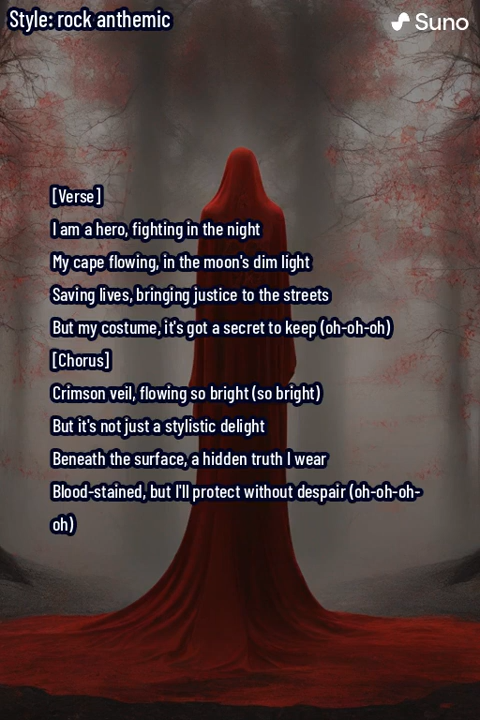 Style: rock anthemic
Suno
[Verse]
I am a hero, fighting in the night
My cape flowing, in the moon's dim light
Saving lives, bringing justice to the streets
But my costume, it's got a secret to keep (oh-oh-oh)
[Chorus]
Crimson veil, flowing so bright (so bright)
But it's not just a stylistic delight
Beneath the surface, a hidden truth I wear
Blood-stained, but I'll protect without despair (oh-oh-oh-
oh)